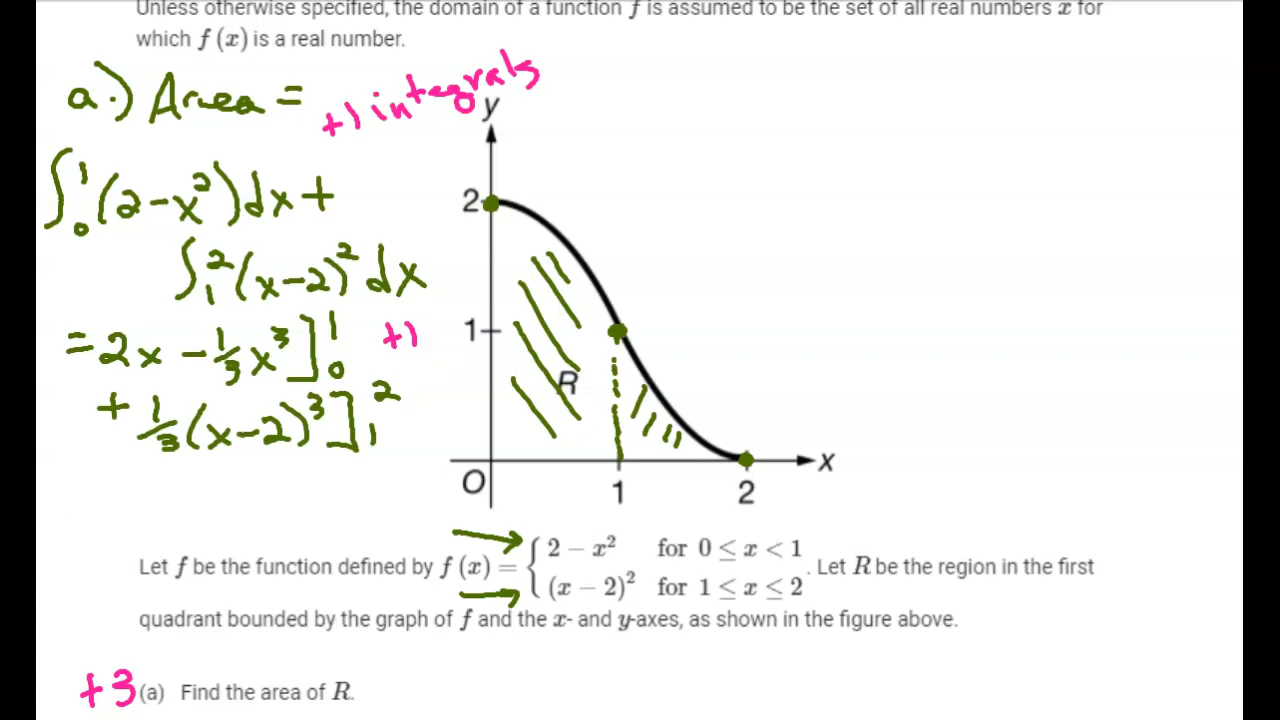 Unless otherwise specified, the domain of a function f is assumed to be the set of all real numbers x for
which f (x) is a real number.
a.) Area =
+1 integrals
∫₀¹ (2-x²)dx +
∫₁² (x-2)² dx
= 2x - 1/3 x³ ]₀¹ +1
+ 1/3 (x-2)³ ]₁²
y
2
1
R
O
1
2
x
Let f be the function defined by f (x) = { 2 − x² for 0 ≤ x < 1
(x − 2)² for 1 ≤ x ≤ 2 . Let R be the region in the first
quadrant bounded by the graph of f and the x- and y-axes, as shown in the figure above.
+3 (a) Find the area of R.